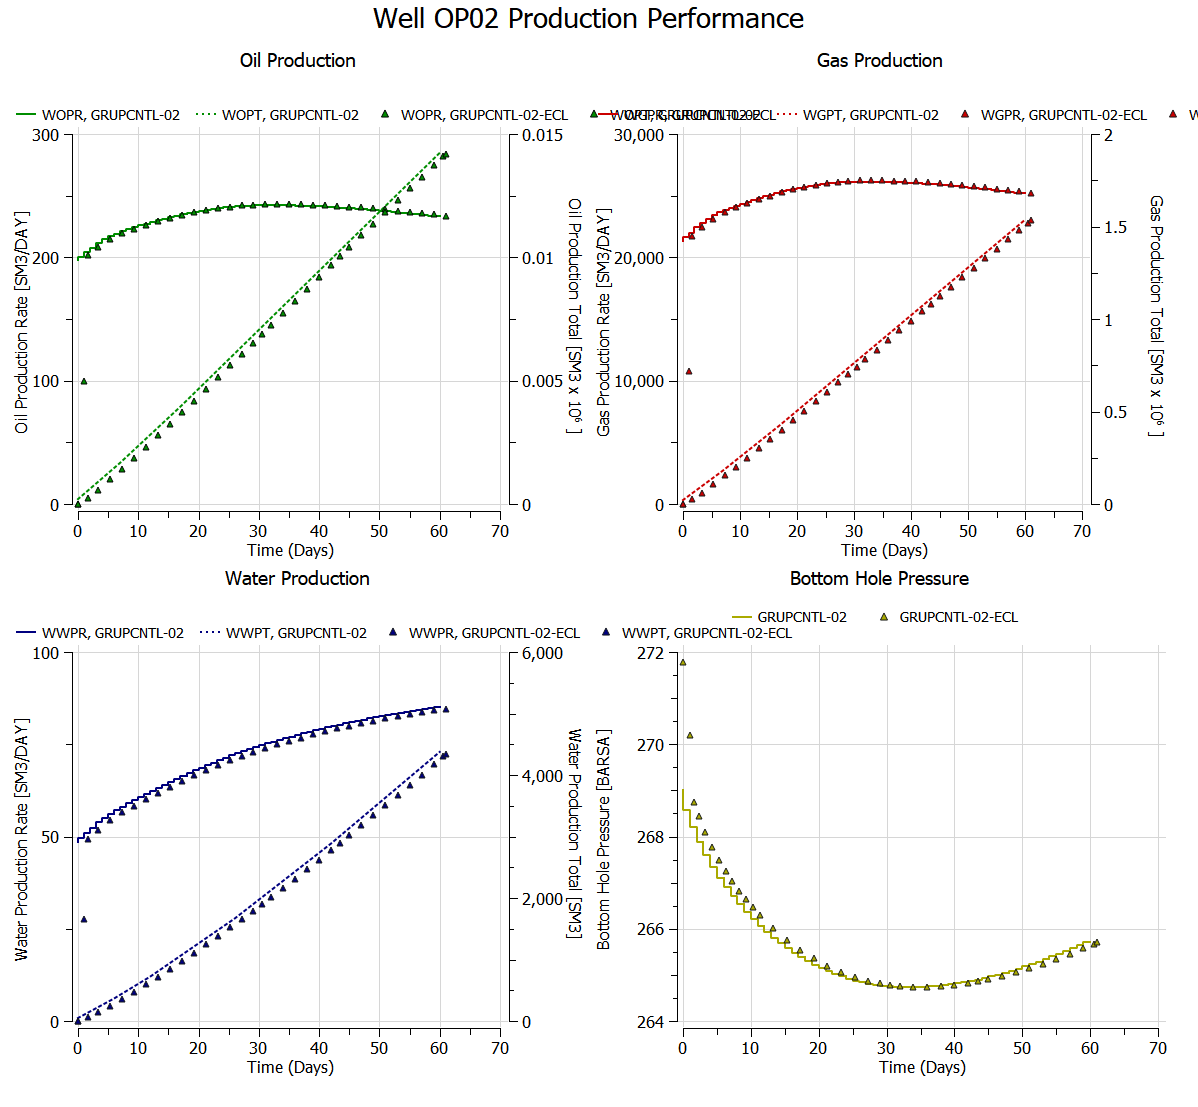 Well OP02 Production Performance
Oil Production
WOPR, GRUPCNTL-02 WOPT, GRUPCNTL-02 WOPR, GRUPCNTL-02-ECL WOPT, GRUPCNTL-02-ECL
300
200
100
0
Oil Production Rate [SM3/DAY]
0.015
0.01
0.005
0
Oil Production Total [SM3 x 10⁶ ]
0 10 20 30 40 50 60 70
Time (Days)
Gas Production
WGPR, GRUPCNTL-02 WGPT, GRUPCNTL-02 WGPR, GRUPCNTL-02-ECL W
30,000
20,000
10,000
0
Gas Production Rate [SM3/DAY]
2
1.5
1
0.5
0
Gas Production Total [SM3 x 10⁶ ]
0 10 20 30 40 50 60 70
Time (Days)
Water Production
WWPR, GRUPCNTL-02 WWPT, GRUPCNTL-02 WWPR, GRUPCNTL-02-ECL WWPT, GRUPCNTL-02-ECL
100
50
0
Water Production Rate [SM3/DAY]
6,000
4,000
2,000
0
Water Production Total [SM3]
0 10 20 30 40 50 60 70
Time (Days)
Bottom Hole Pressure
GRUPCNTL-02 GRUPCNTL-02-ECL
272
270
268
266
264
Bottom Hole Pressure [BARSA]
0 10 20 30 40 50 60 70
Time (Days)